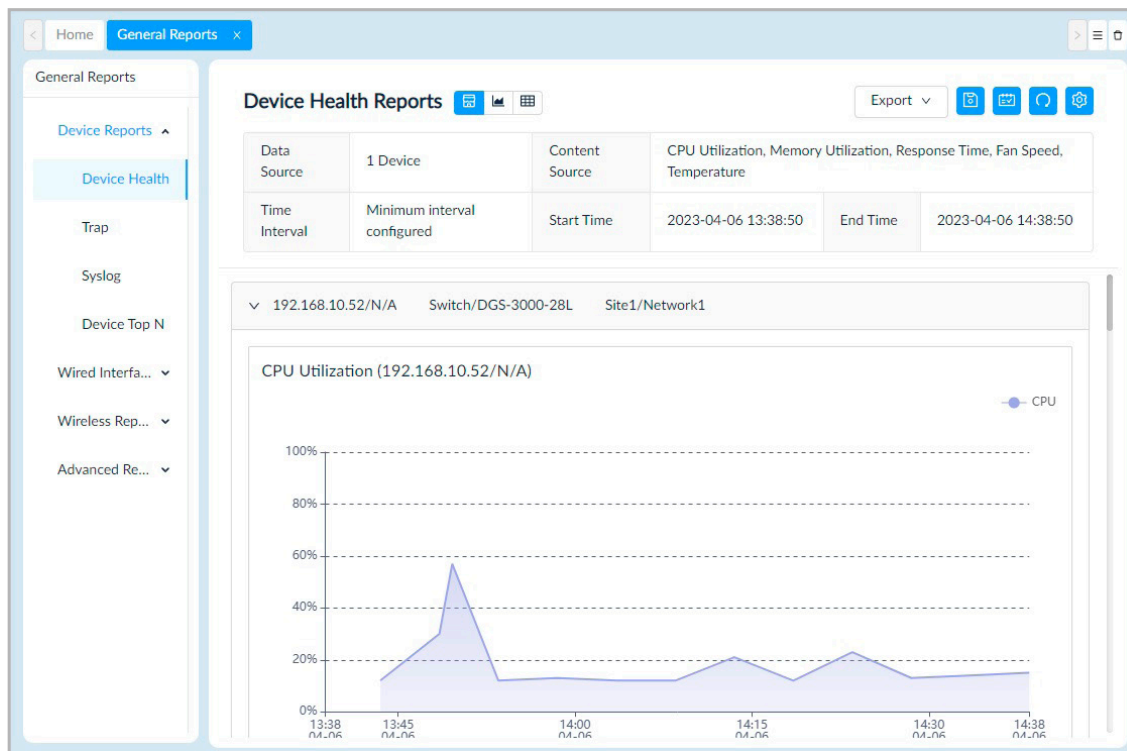 Home
General Reports
General Reports
Device Reports
Device Health
Trap
Syslog
Device Top N
Wired Interfa...
Wireless Rep...
Advanced Re...
Device Health Reports
Export
Data Source
1 Device
Content Source
CPU Utilization, Memory Utilization, Response Time, Fan Speed,
Temperature
Time Interval
Minimum interval
configured
Start Time
2023-04-06 13:38:50
End Time
2023-04-06 14:38:50
192.168.10.52/N/A Switch/DGS-3000-28L Site1/Network1
CPU Utilization (192.168.10.52/N/A)
CPU
100%
80%
60%
40%
20%
0%
13:38 13:45 14:00 14:15 14:30 14:38
04-06 04-06 04-06 04-06 04-06 04-06